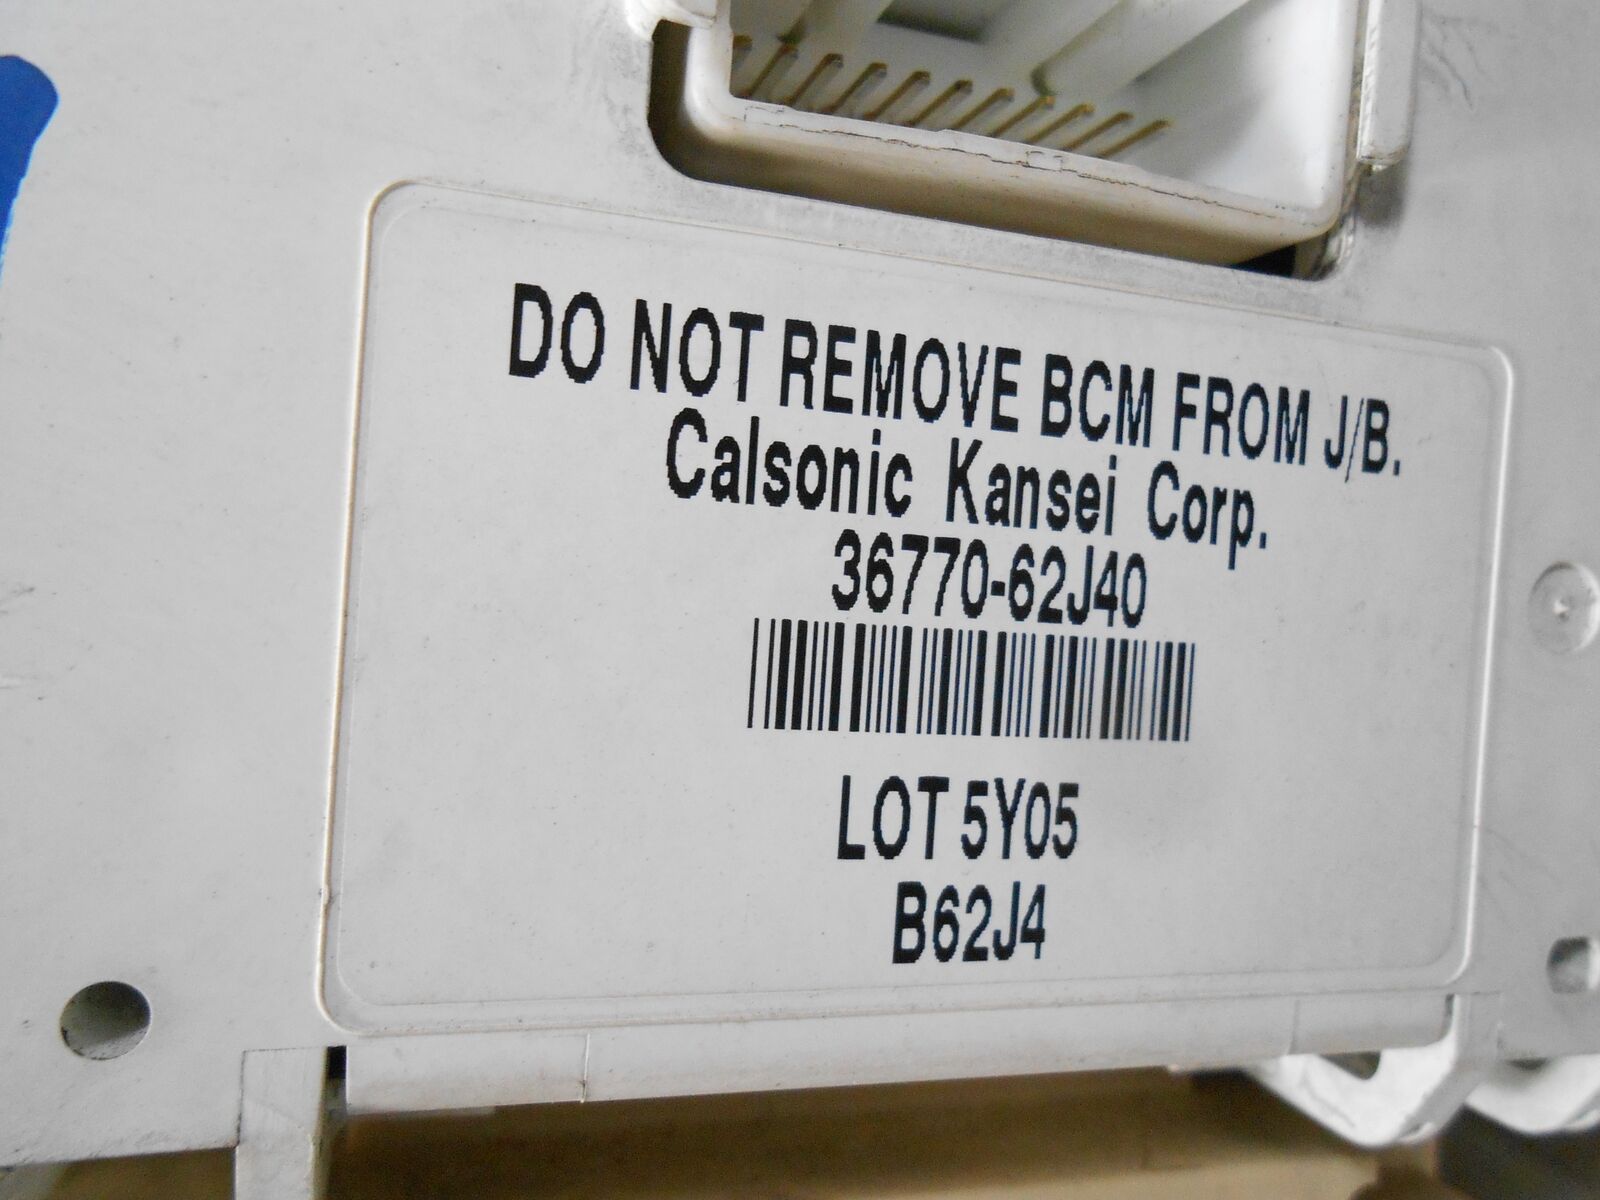 DO NOT REMOVE BCM FROM J/B.
Calsonic Kansei Corp.
36770-62J40
LOT 5Y05
B62J4